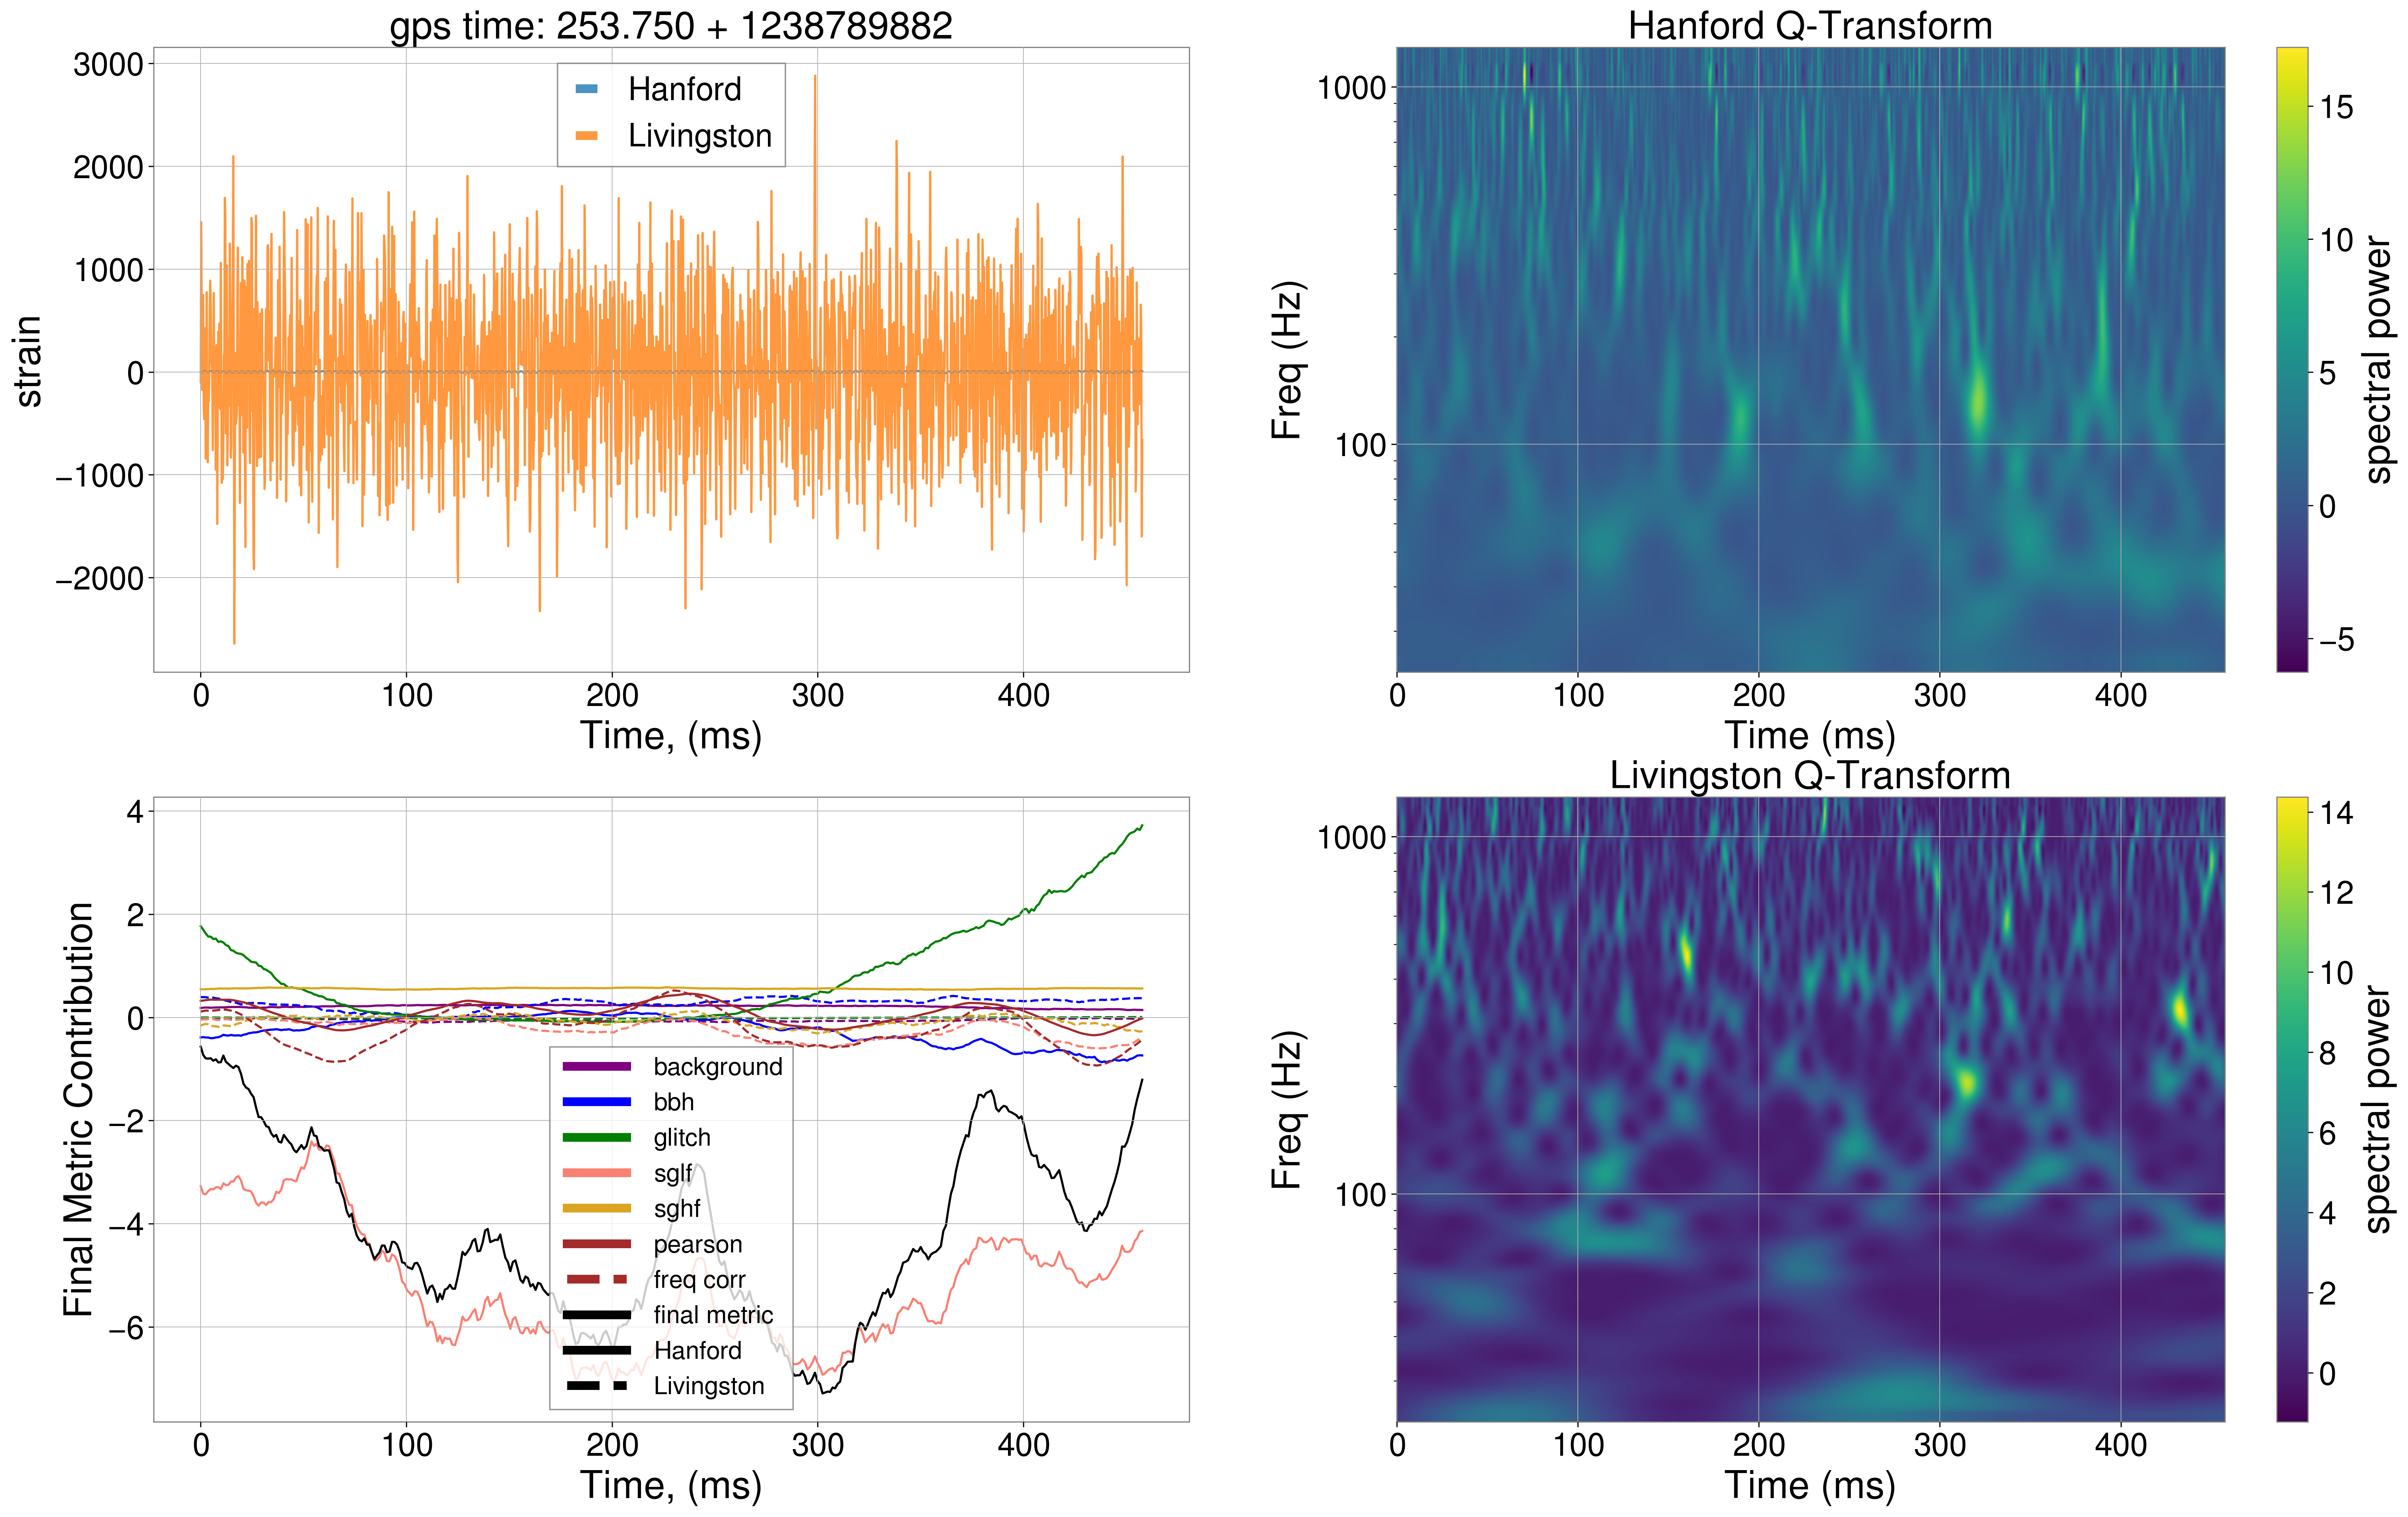 gps time: 253.750 + 1238789882
3000
2000
1000
0
−1000
−2000
strain
Hanford
Livingston
0 100 200 300 400
Time, (ms)
Hanford Q-Transform
1000
100
Freq (Hz)
0 100 200 300 400
Time (ms)
15
10
5
0
−5
spectral power
4
2
0
−2
−4
−6
Final Metric Contribution
background
bbh
glitch
sglf
sghf
pearson
freq corr
final metric
Hanford
Livingston
0 100 200 300 400
Time, (ms)
Livingston Q-Transform
1000
100
Freq (Hz)
0 100 200 300 400
Time (ms)
14
12
10
8
6
4
2
0
spectral power